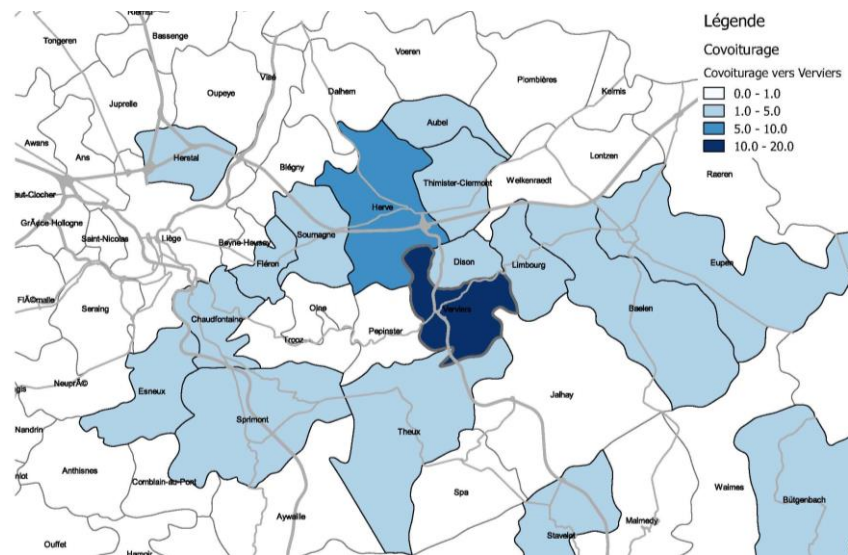 Légende
Covoiturage
Covoiturage vers Verviers
0.0 - 1.0
1.0 - 5.0
5.0 - 10.0
10.0 - 20.0
Tongeren
Bassenge
Visé
Voeren
Juprelle
Oupeye
Dalhem
Plombières
Kelmis
Aubel
Awans
Ans
Herstal
Blégny
Thimister-Clermont
Welkenraedt
Lontzen
Raeren
GrÃ¢ce-Hollogne
Saint-Nicolas
Liège
Beyne-Heusay
Herve
Soumagne
Fléron
Dison
Limbourg
Eupen
FlÃ©malle
Seraing
Chaudfontaine
Olne
Trooz
Pepinster
Verviers
Baelen
NeuprÃ©
Esneux
Sprimont
Theux
Jalhay
Nandrin
Anthisnes
Comblain-au-Pont
Spa
Waimes
Bütgenbach
Aywaille
Stavelot
Malmedy
Ouffet